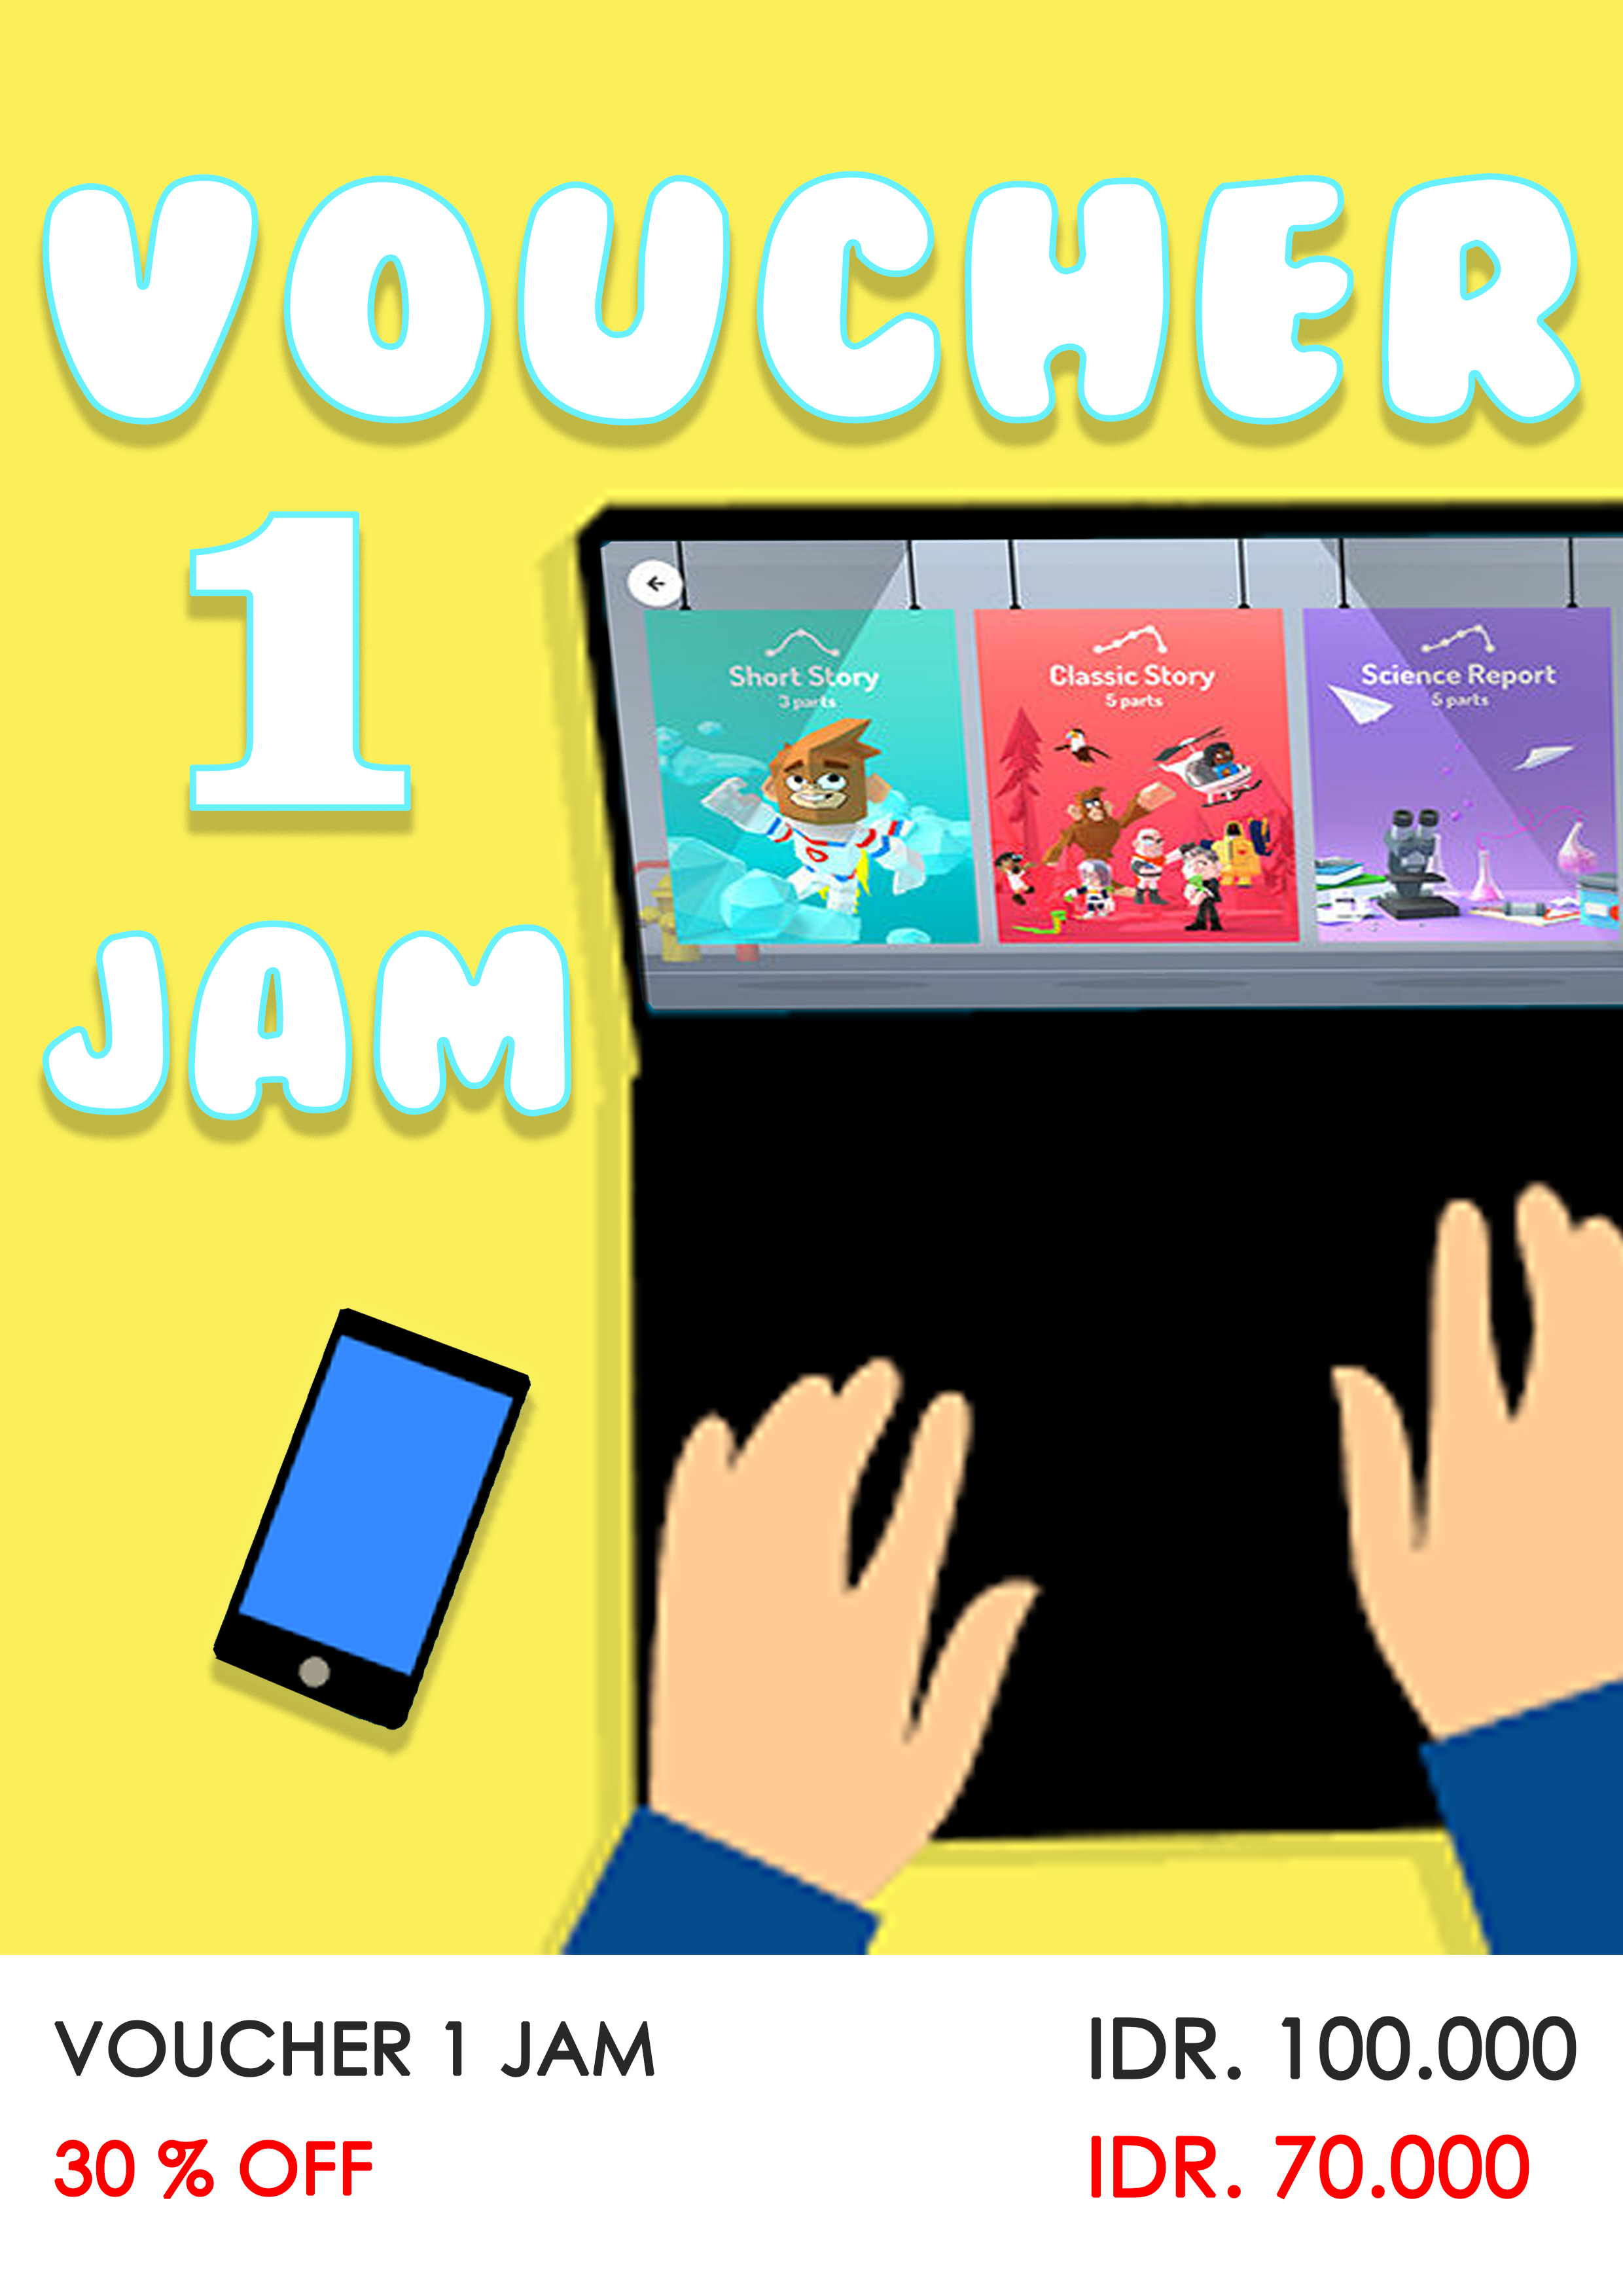 VOUCHER
1
JAM
Short Story
3 parts
Classic Story
5 parts
Science Report
5 parts
VOUCHER 1 JAM IDR. 100.000
30 % OFF IDR. 70.000